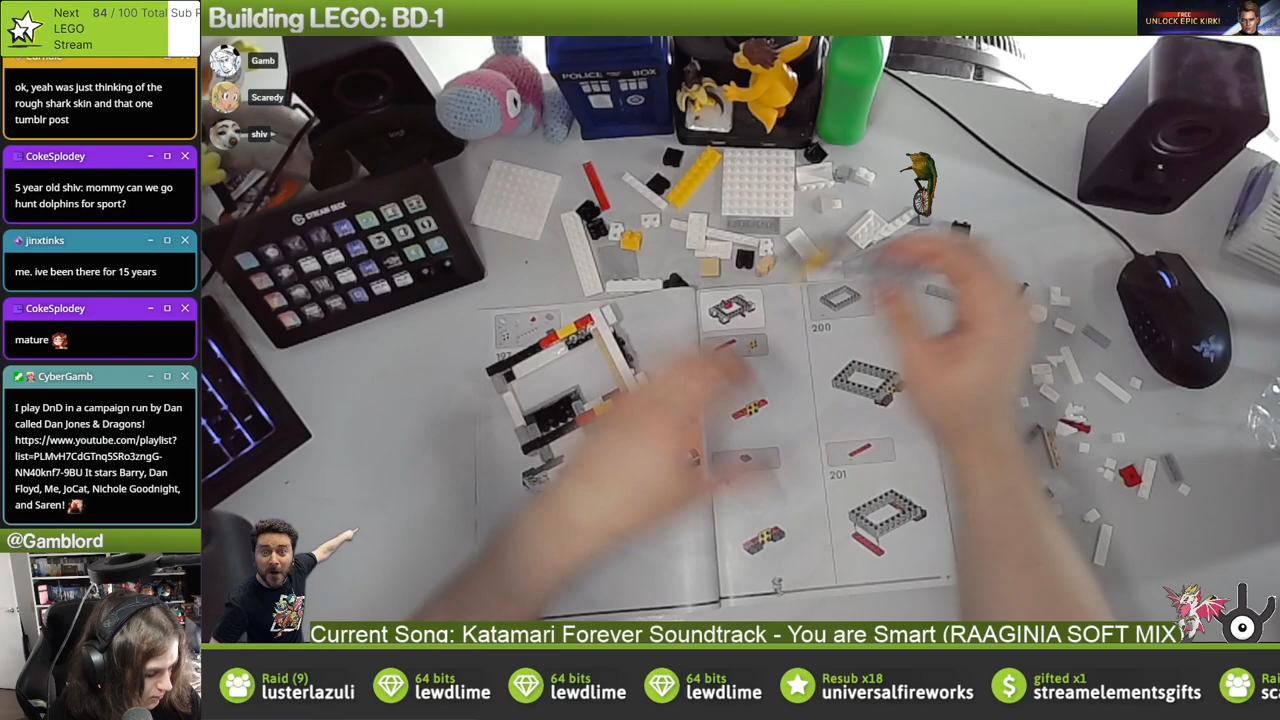 Next
LEGO
Stream
84 / 100 Total Sub
Building LEGO: BD-1
FREE
UNLOCK EPIC KIRK!
ok, yeah was just thinking of the
rough shark skin and that one
tumblr post
CokeSplodey
5 year old shiv: mommy can we go
hunt dolphins for sport?
jinxtinks
me. ive been there for 15 years
CokeSplodey
mature
CyberGamb
I play DnD in a campaign run by Dan
called Dan Jones & Dragons!
https://www.youtube.com/playlist?
list=PLMvH7CdGTnq5SRo3zngG-
NN40knf7-9BU It stars Barry, Dan
Floyd, Me, JoCat, Nichole Goodnight,
and Saren!
@Gamblord
Gamb
Scaredy
shiv
POLICE BOX
STREAM DECK
logi
197
200
201
Current Song: Katamari Forever Soundtrack - You are Smart (RAAGINIA SOFT MIX)
Raid (9)
lusterlazuli
64 bits
lewdlime
64 bits
lewdlime
64 bits
lewdlime
Resub x18
universalfireworks
gifted x1
streamelementsgifts